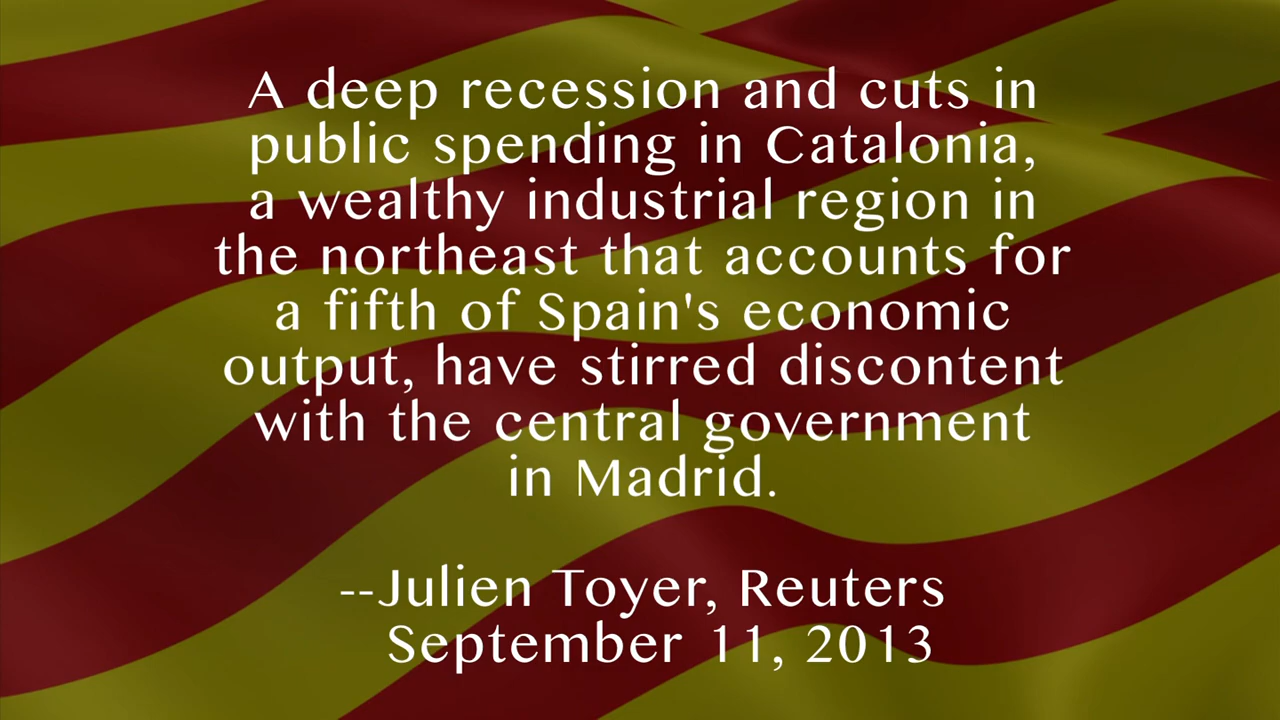 A deep recession and cuts in
public spending in Catalonia,
a wealthy industrial region in
the northeast that accounts for
a fifth of Spain's economic
output, have stirred discontent
with the central government
in Madrid.
--Julien Toyer, Reuters
September 11, 2013